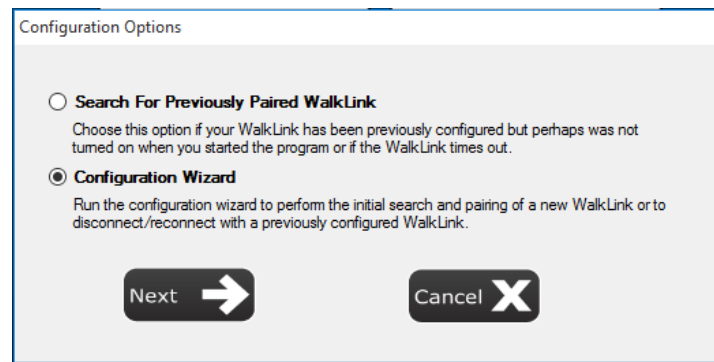 Configuration Options
Search For Previously Paired WalkLink
Choose this option if your WalkLink has been previously configured but perhaps was not
turned on when you started the program or if the WalkLink times out.
Configuration Wizard
Run the configuration wizard to perform the initial search and pairing of a new WalkLink or to
disconnect/reconnect with a previously configured WalkLink.
Next
Cancel